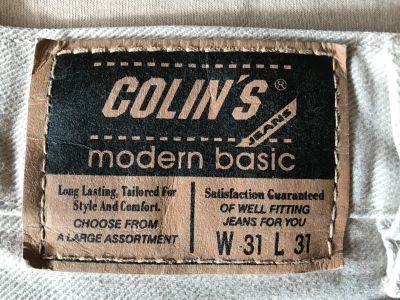 COLIN'S ®
JEANS
modern basic
Long Lasting, Tailored For
Style And Comfort.
CHOOSE FROM
A LARGE ASSORTMENT
Satisfaction Guaranteed
OF WELL FITTING
JEANS FOR YOU
W 31 L 31